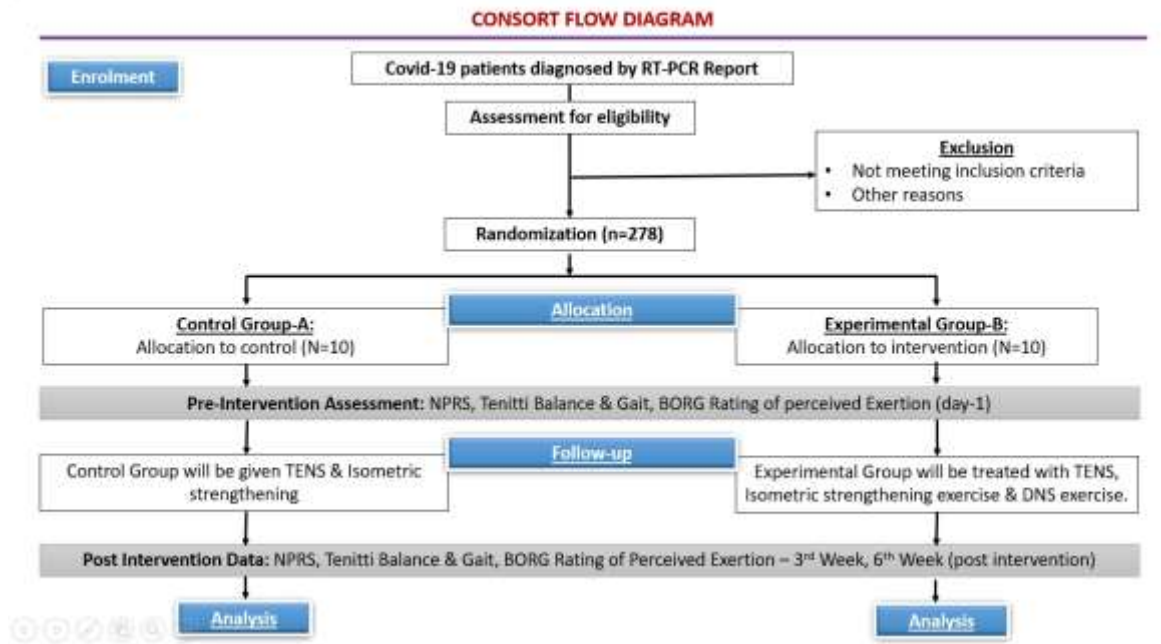 CONSORT FLOW DIAGRAM
Enrolment
Covid-19 patients diagnosed by RT-PCR Report
Assessment for eligibility
Exclusion
• Not meeting inclusion criteria
• Other reasons
Randomization (n=278)
Allocation
Control Group-A:
Allocation to control (N=10)
Experimental Group-B:
Allocation to intervention (N=10)
Pre-Intervention Assessment: NPRS, Tenitti Balance & Gait, BORG Rating of perceived Exertion (day-1)
Follow-up
Control Group will be given TENS & Isometric
strengthening
Experimental Group will be treated with TENS,
Isometric strengthening exercise & DNS exercise.
Post Intervention Data: NPRS, Tenitti Balance & Gait, BORG Rating of Perceived Exertion – 3rd Week, 6th Week (post intervention)
Analysis
Analysis